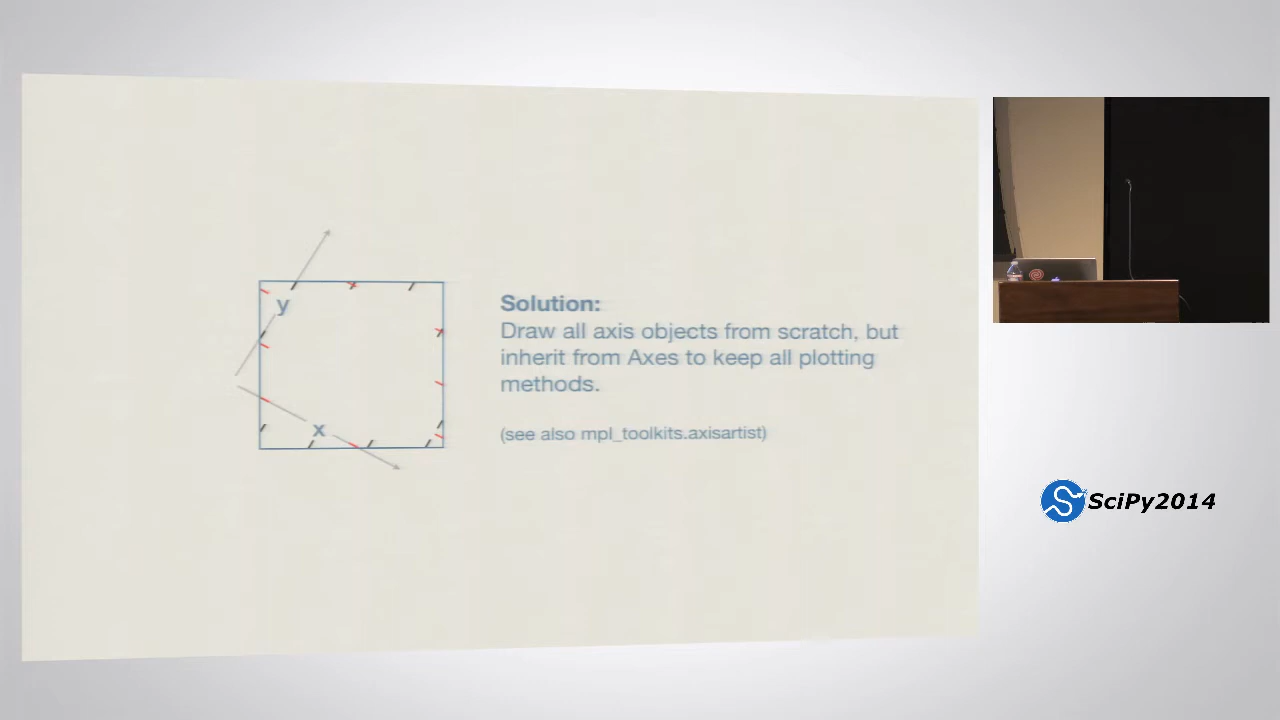 y
x
Solution:
Draw all axis objects from scratch, but
inherit from Axes to keep all plotting
methods.
(see also mpl_toolkits.axisartist)
SciPy2014